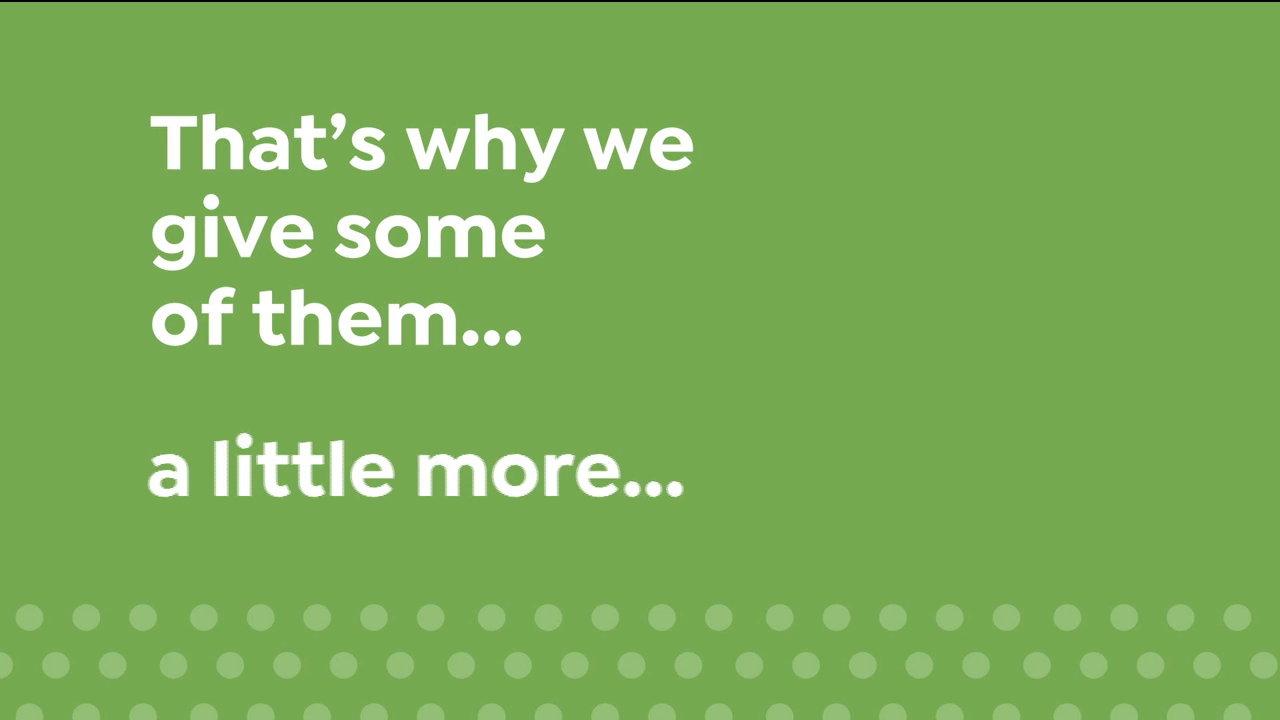 That’s why we
give some
of them...
a little more...